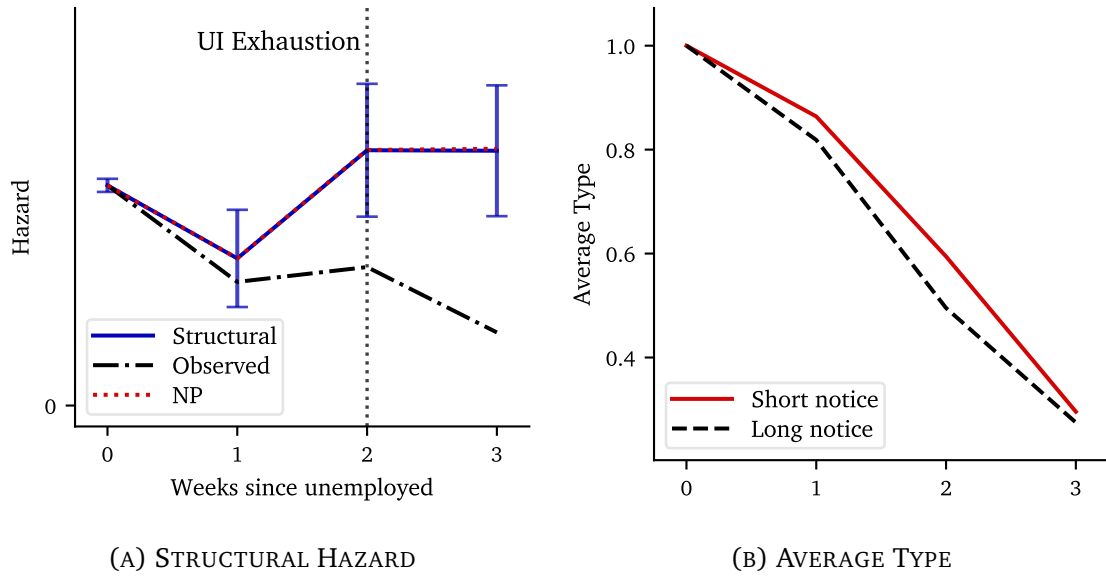 UI Exhaustion
Hazard
0
Structural
Observed
NP
0 1 2 3
Weeks since unemployed
(A) STRUCTURAL HAZARD
Average Type
1.0
0.8
0.6
0.4
Short notice
Long notice
0 1 2 3
(B) AVERAGE TYPE